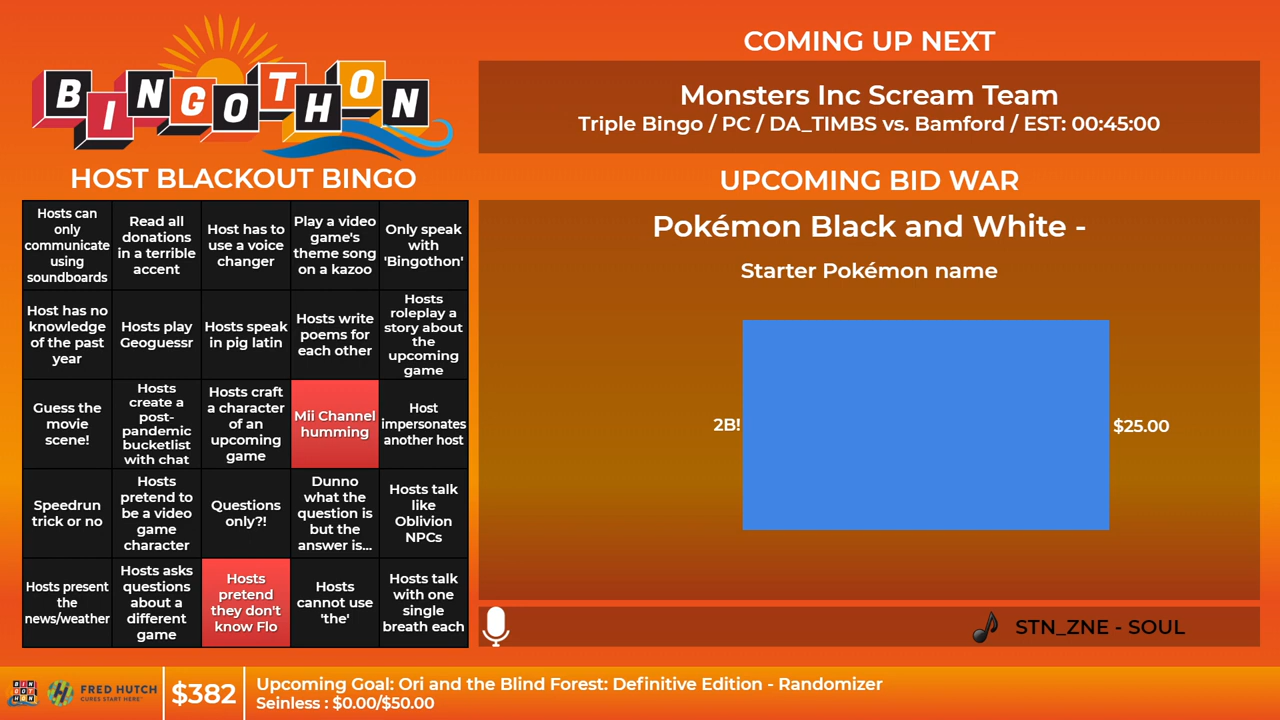 BINGOTHON
HOST BLACKOUT BINGO
Hosts can
only
communicate
using
soundboards
Read all
donations
in a terrible
accent
Host has to
use a voice
changer
Play a video
game's
theme song
on a kazoo
Only speak
with
'Bingothon'
Host has no
knowledge
of the past
year
Hosts play
Geoguessr
Hosts speak
in pig latin
Hosts write
poems for
each other
Hosts
roleplay a
story about
the
upcoming
game
Guess the
movie
scene!
Hosts
create a
post-
pandemic
bucketlist
with chat
Hosts craft
a character
of an
upcoming
game
Mii Channel
humming
Host
impersonates
another host
Speedrun
trick or no
Hosts
pretend to
be a video
game
character
Questions
only?!
Dunno
what the
question is
but the
answer is...
Hosts talk
like
Oblivion
NPCs
Hosts present
the
news/weather
Hosts asks
questions
about a
different
game
Hosts
pretend
they don't
know Flo
Hosts
cannot use
'the'
Hosts talk
with one
single
breath each
COMING UP NEXT
Monsters Inc Scream Team
Triple Bingo / PC / DA_TIMBS vs. Bamford / EST: 00:45:00
UPCOMING BID WAR
Pokémon Black and White -
Starter Pokémon name
2B!
$25.00
STN_ZNE - SOUL
BINGOTHON
FRED HUTCH
CURES START HERE™
$382
Upcoming Goal: Ori and the Blind Forest: Definitive Edition - Randomizer
Seinless : $0.00/$50.00